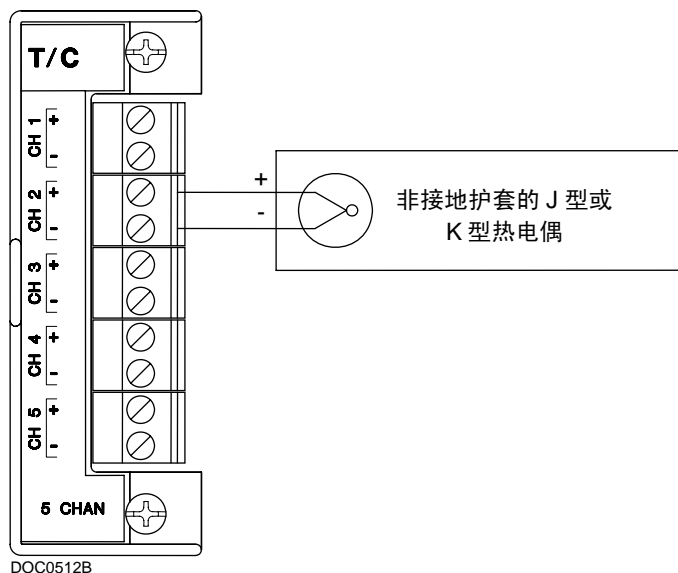 T/C
CH 1 + -
CH 2 + -
CH 3 + -
CH 4 + -
CH 5 + -
5 CHAN
+
-
非接地护套的 J 型或
K 型热电偶
DOC0512B